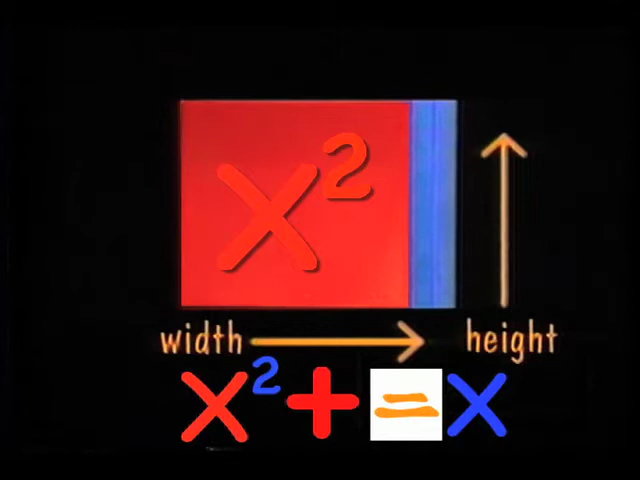 x²
width height
x² + = x